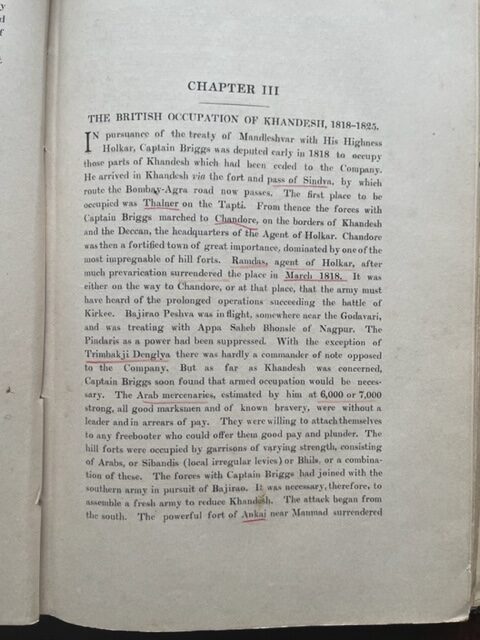 CHAPTER III
THE BRITISH OCCUPATION OF KHANDESH, 1818–1825.
IN pursuance of the treaty of Mandleshvar with His Highness
Holkar, Captain Briggs was deputed early in 1818 to occupy
those parts of Khandesh which had been ceded to the Company.
He arrived in Khandesh via the fort and pass of Sindva, by which
route the Bombay-Agra road now passes. The first place to be
occupied was Thalner on the Tapti. From thence the forces with
Captain Briggs marched to Chandore, on the borders of Khandesh
and the Deccan, the headquarters of the Agent of Holkar. Chandore
was then a fortified town of great importance, dominated by one of the
most impregnable of hill forts. Ramdas, agent of Holkar, after
much prevarication surrendered the place in March 1818. It was
either on the way to Chandore, or at that place, that the army must
have heard of the prolonged operations succeeding the battle of
Kirkee. Bajirao Peshva was in flight, somewhere near the Godavari,
and was treating with Appa Saheb Bhonsle of Nagpur. The
Pindaris as a power had been suppressed. With the exception of
Trimbakji Denglya there was hardly a commander of note opposed
to the Company. But as far as Khandesh was concerned,
Captain Briggs soon found that armed occupation would be neces-
sary. The Arab mercenaries, estimated by him at 6,000 or 7,000
strong, all good marksmen and of known bravery, were without a
leader and in arrears of pay. They were willing to attach themselves
to any freebooter who could offer them good pay and plunder. The
hill forts were occupied by garrisons of varying strength, consisting
of Arabs, or Sibandis (local irregular levies) or Bhils, or a combina-
tion of these. The forces with Captain Briggs had joined with the
southern army in pursuit of Bajirao. It was necessary, therefore, to
assemble a fresh army to reduce Khandesh. The attack began from
the south. The powerful fort of Ankai near Manmad surrendered